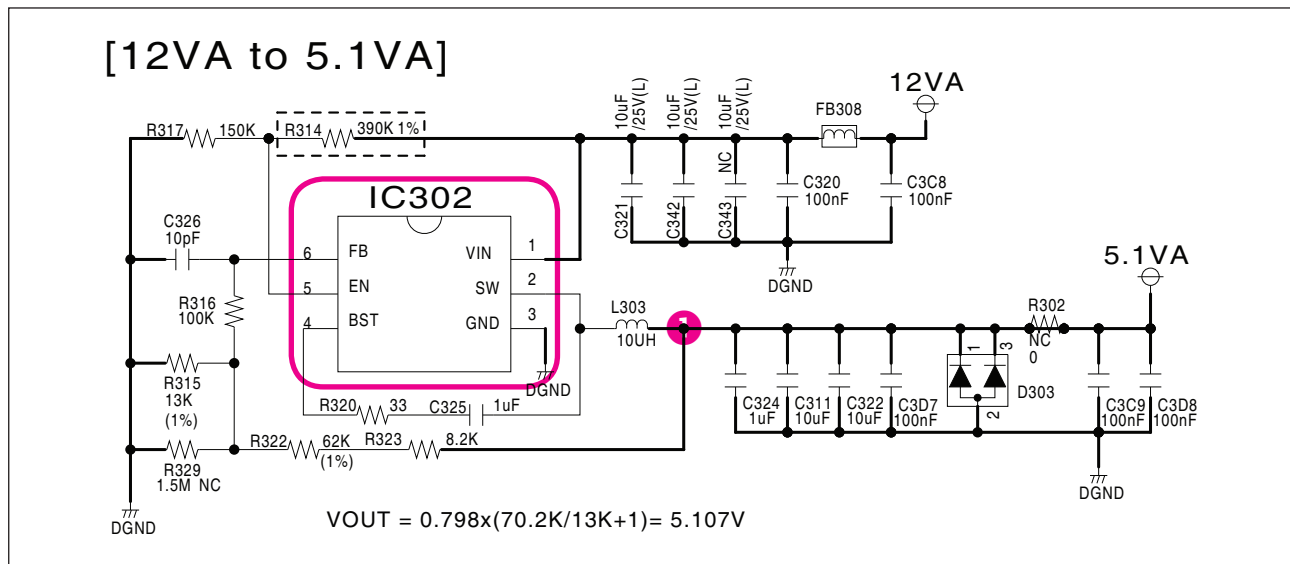 [12VA to 5.1VA]
12VA
10uF
/25V(L)
10uF
/25V(L)
10uF
/25V(L)
FB308
R317
150K
R314
390K 1%
NC
C321
C342
C343
C320
100nF
C3C8
100nF
IC302
C326
10pF
6
FB
VIN
1
5
EN
SW
2
4
BST
GND
3
DGND
DGND
5.1VA
R316
100K
L303
10UH
1
R302
NC
0
1
3
D303
2
R315
13K
(1%)
R320
33
C325
1uF
C324
1uF
C311
10uF
C322
10uF
C3D7
100nF
C3C9
100nF
C3D8
100nF
R322
62K
(1%)
R323
8.2K
R329
1.5M NC
DGND
DGND
VOUT = 0.798x(70.2K/13K+1)= 5.107V